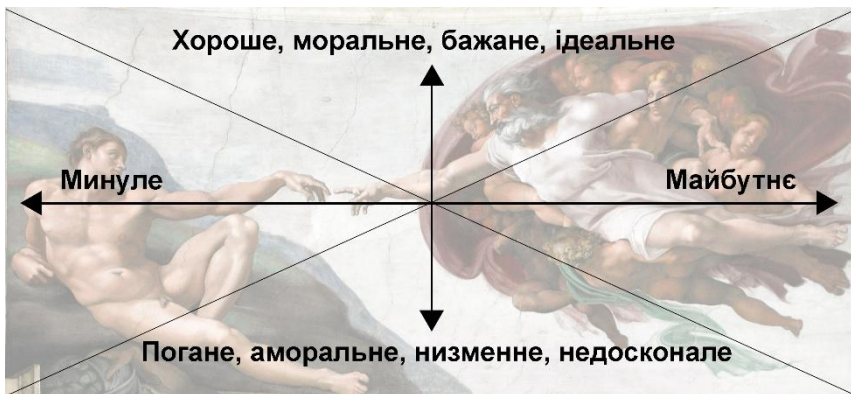 Хороше, моральне, бажане, ідеальне
Минуле
Майбутнє
Погане, аморальне, низменне, недосконале